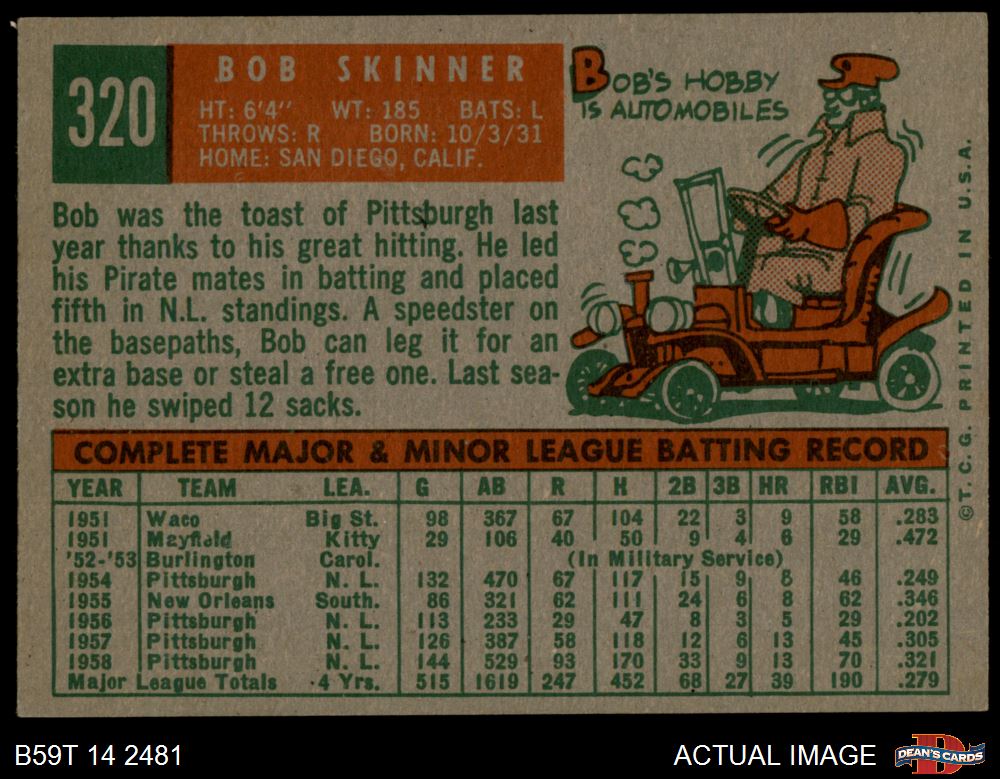 320
BOB SKINNER
HT: 6'4" WT: 185 BATS: L
THROWS: R BORN: 10/3/31
HOME: SAN DIEGO, CALIF.
BOB'S HOBBY
IS AUTOMOBILES
Bob was the toast of Pittsburgh last
year thanks to his great hitting. He led
his Pirate mates in batting and placed
fifth in N.L. standings. A speedster on
the basepaths, Bob can leg it for an
extra base or steal a free one. Last sea-
son he swiped 12 sacks.
©T.C.G. PRINTED IN U.S.A.
COMPLETE MAJOR & MINOR LEAGUE BATTING RECORD
YEAR TEAM LEA. G AB R H 2B 3B HR RBI AVG.
1951 Waco Big St. 98 367 67 104 22 3 9 58 .283
1951 Mayfield Kitty 29 106 40 50 9 4 6 29 .472
'52-'53 Burlington Carol. (In Military Service)
1954 Pittsburgh N. L. 132 470 67 117 15 9 8 46 .249
1955 New Orleans South. 86 321 62 111 24 6 8 62 .346
1956 Pittsburgh N. L. 113 233 29 47 8 3 5 29 .202
1957 Pittsburgh N. L. 126 387 58 118 12 6 13 45 .305
1958 Pittsburgh N. L. 144 529 93 170 33 9 13 70 .321
Major League Totals 4 Yrs. 515 1619 247 452 68 27 39 190 .279
B59T 14 2481
ACTUAL IMAGE
DEAN'S CARDS